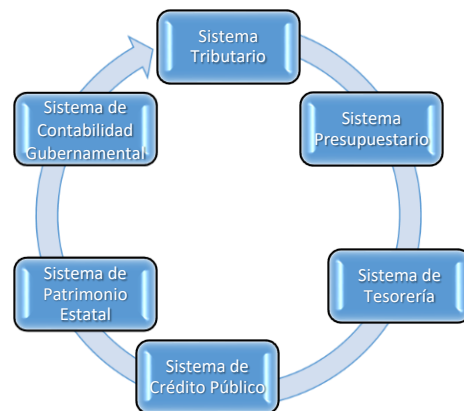 Sistema
Tributario
Sistema
Presupuestario
Sistema de
Tesorería
Sistema de
Crédito Público
Sistema de
Patrimonio
Estatal
Sistema de
Contabilidad
Gubernamental